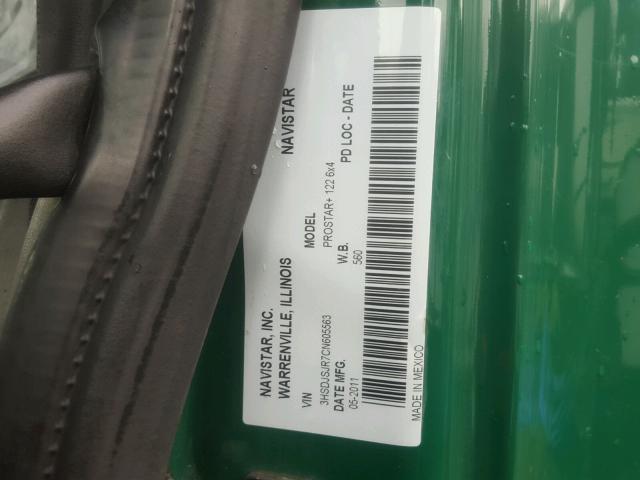 NAVISTAR, INC.
NAVISTAR
WARRENVILLE, ILLINOIS
VIN
MODEL
3HSDJSJR7CN605563
PROSTAR+ 122 6x4
DATE MFG.
W.B.
PD LOC - DATE
05-2011
560
MADE IN MEXICO